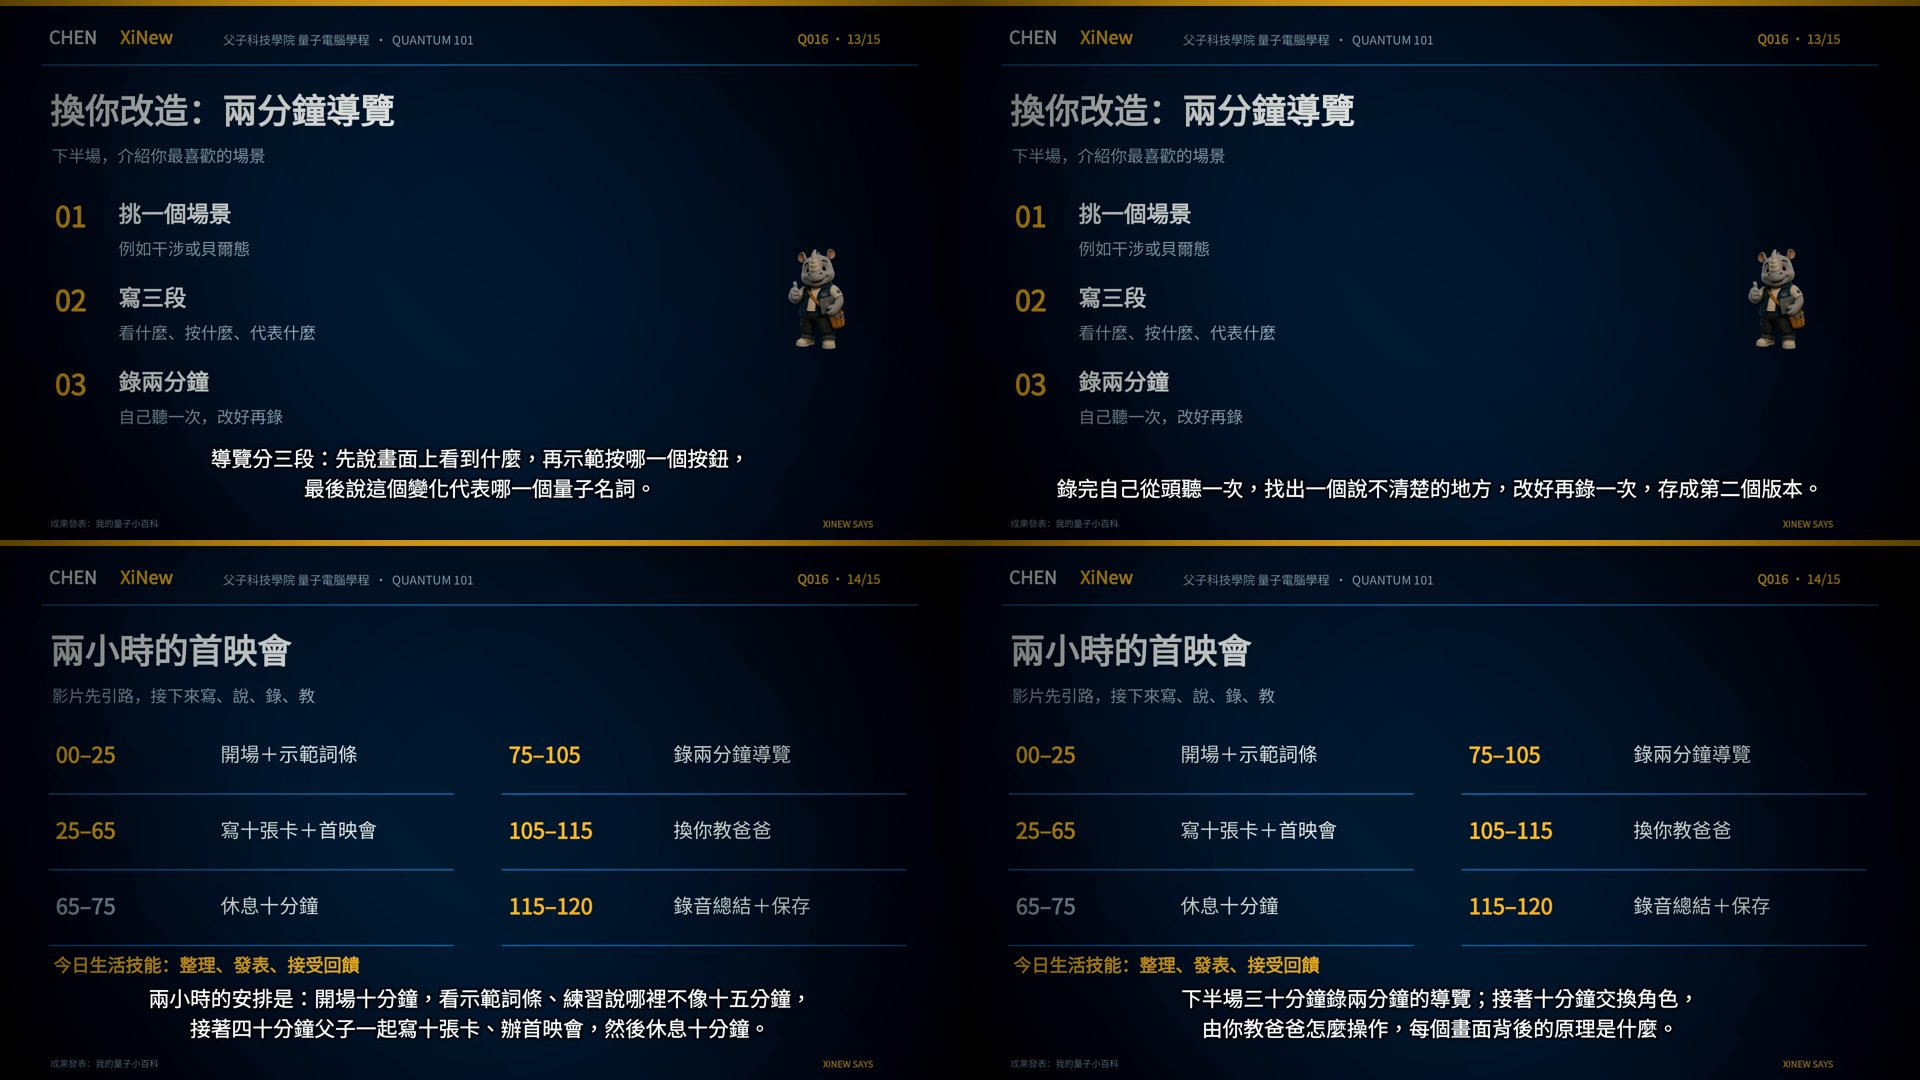 CHEN XiNew 父子科技學院 量子電腦學程 · QUANTUM 101 Q016 · 13/15
換你改造：兩分鐘導覽
下半場，介紹你最喜歡的場景
01 挑一個場景
例如干涉或貝爾態
02 寫三段
看什麼、按什麼、代表什麼
03 錄兩分鐘
自己聽一次，改好再錄
導覽分三段：先說畫面上看到什麼，再示範按哪一個按鈕，
最後說這個變化代表哪一個量子名詞。
成果發表：我的量子小百科 XINEW SAYS
CHEN XiNew 父子科技學院 量子電腦學程 · QUANTUM 101 Q016 · 13/15
換你改造：兩分鐘導覽
下半場，介紹你最喜歡的場景
01 挑一個場景
例如干涉或貝爾態
02 寫三段
看什麼、按什麼、代表什麼
03 錄兩分鐘
自己聽一次，改好再錄
錄完自己從頭聽一次，找出一個說不清楚的地方，改好再錄一次，存成第二個版本。
成果發表：我的量子小百科 XINEW SAYS
CHEN XiNew 父子科技學院 量子電腦學程 · QUANTUM 101 Q016 · 14/15
兩小時的首映會
影片先引路，接下來寫、說、錄、教
00–25 開場＋示範詞條 75–105 錄兩分鐘導覽
25–65 寫十張卡＋首映會 105–115 換你教爸爸
65–75 休息十分鐘 115–120 錄音總結＋保存
今日生活技能：整理、發表、接受回饋
兩小時的安排是：開場十分鐘，看示範詞條、練習說哪裡不像十五分鐘，
接著四十分鐘父子一起寫十張卡、辦首映會，然後休息十分鐘。
成果發表：我的量子小百科 XINEW SAYS
CHEN XiNew 父子科技學院 量子電腦學程 · QUANTUM 101 Q016 · 14/15
兩小時的首映會
影片先引路，接下來寫、說、錄、教
00–25 開場＋示範詞條 75–105 錄兩分鐘導覽
25–65 寫十張卡＋首映會 105–115 換你教爸爸
65–75 休息十分鐘 115–120 錄音總結＋保存
今日生活技能：整理、發表、接受回饋
下半場三十分鐘錄兩分鐘的導覽；接著十分鐘交換角色，
由你教爸爸怎麼操作，每個畫面背後的原理是什麼。
成果發表：我的量子小百科 XINEW SAYS